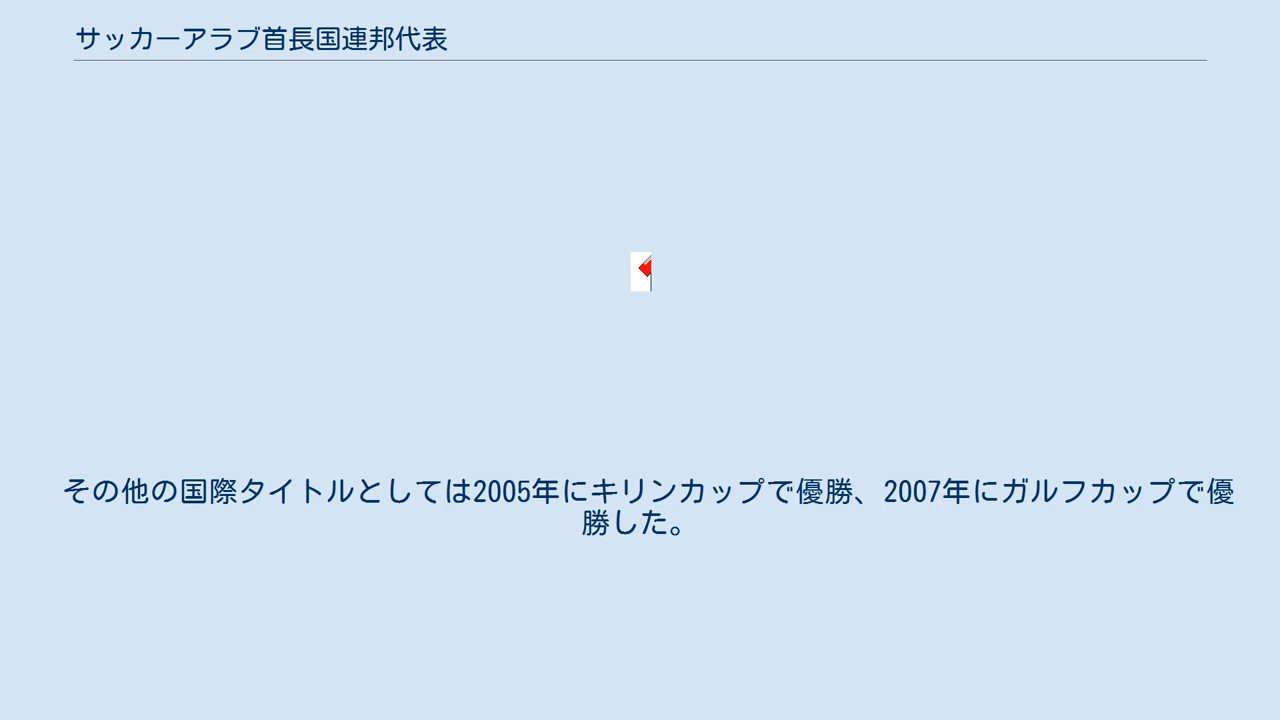 サッカーアラブ首長国連邦代表
その他の国際タイトルとしては2005年にキリンカップで優勝、2007年にガルフカップで優
勝した。